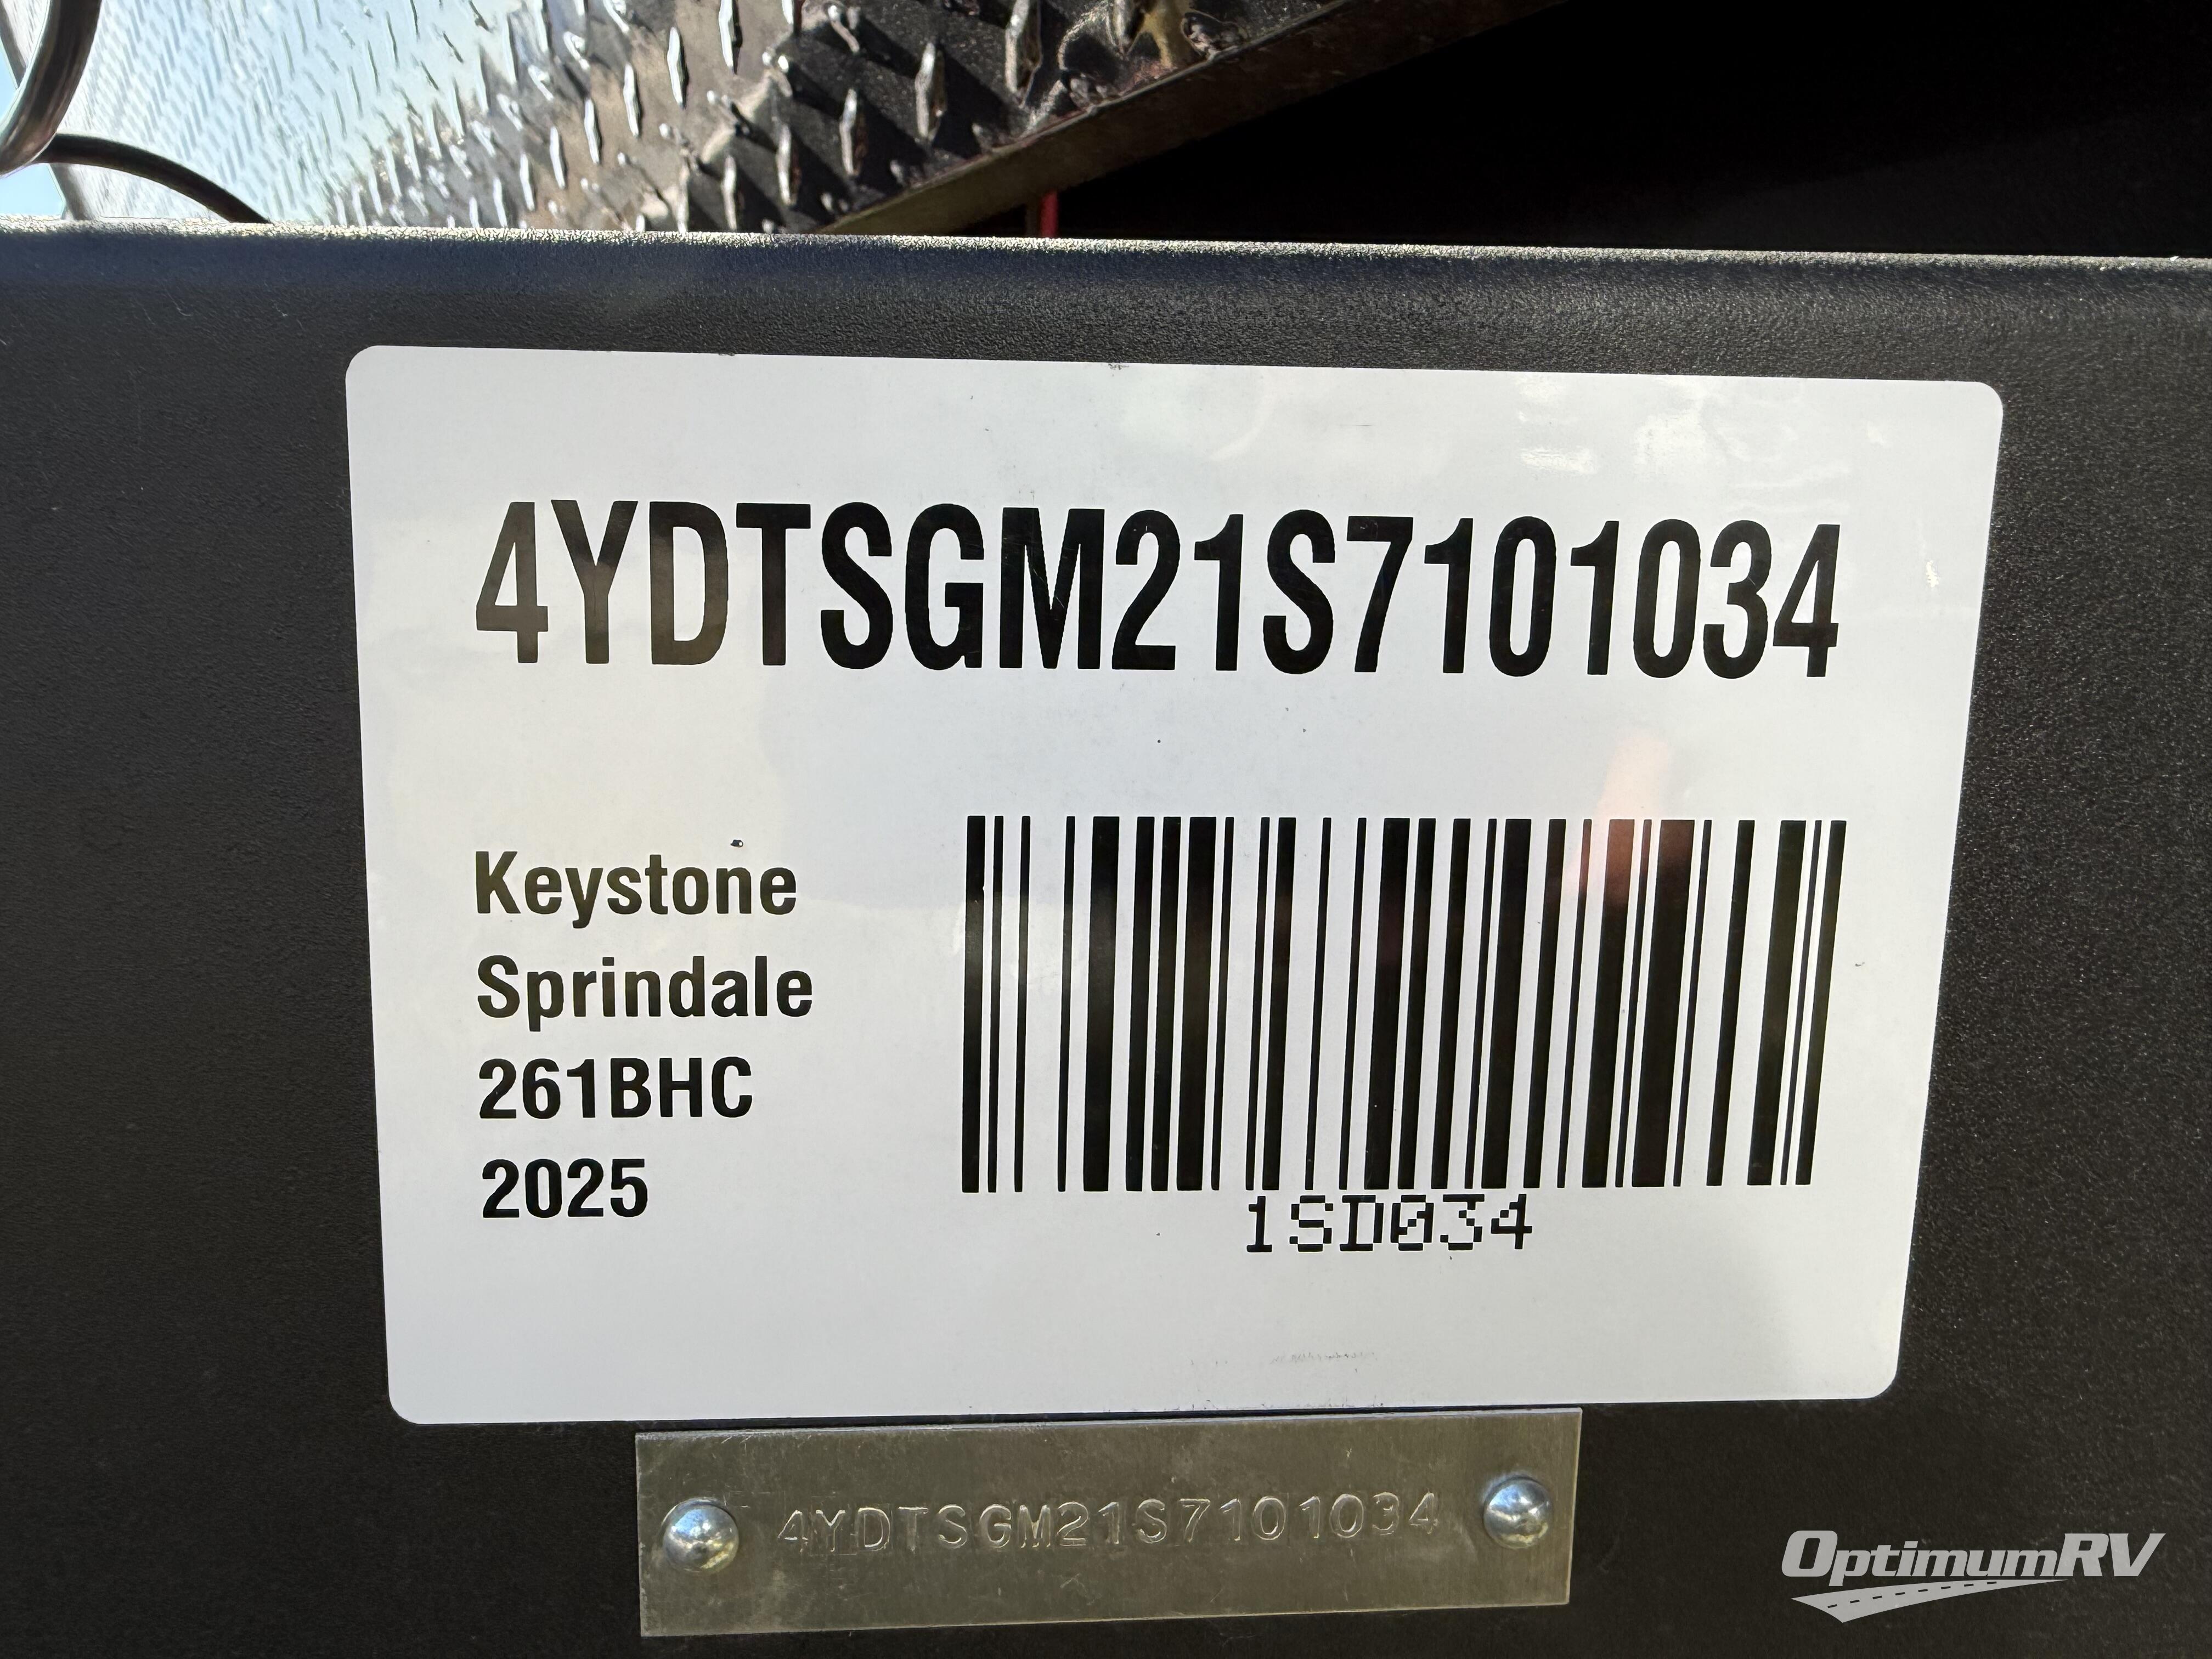 4YDTSGM21S7101034
Keystone
Sprindale
261BHC
2025
1SD034
4YDTSGM21S7101034
OptimumRV